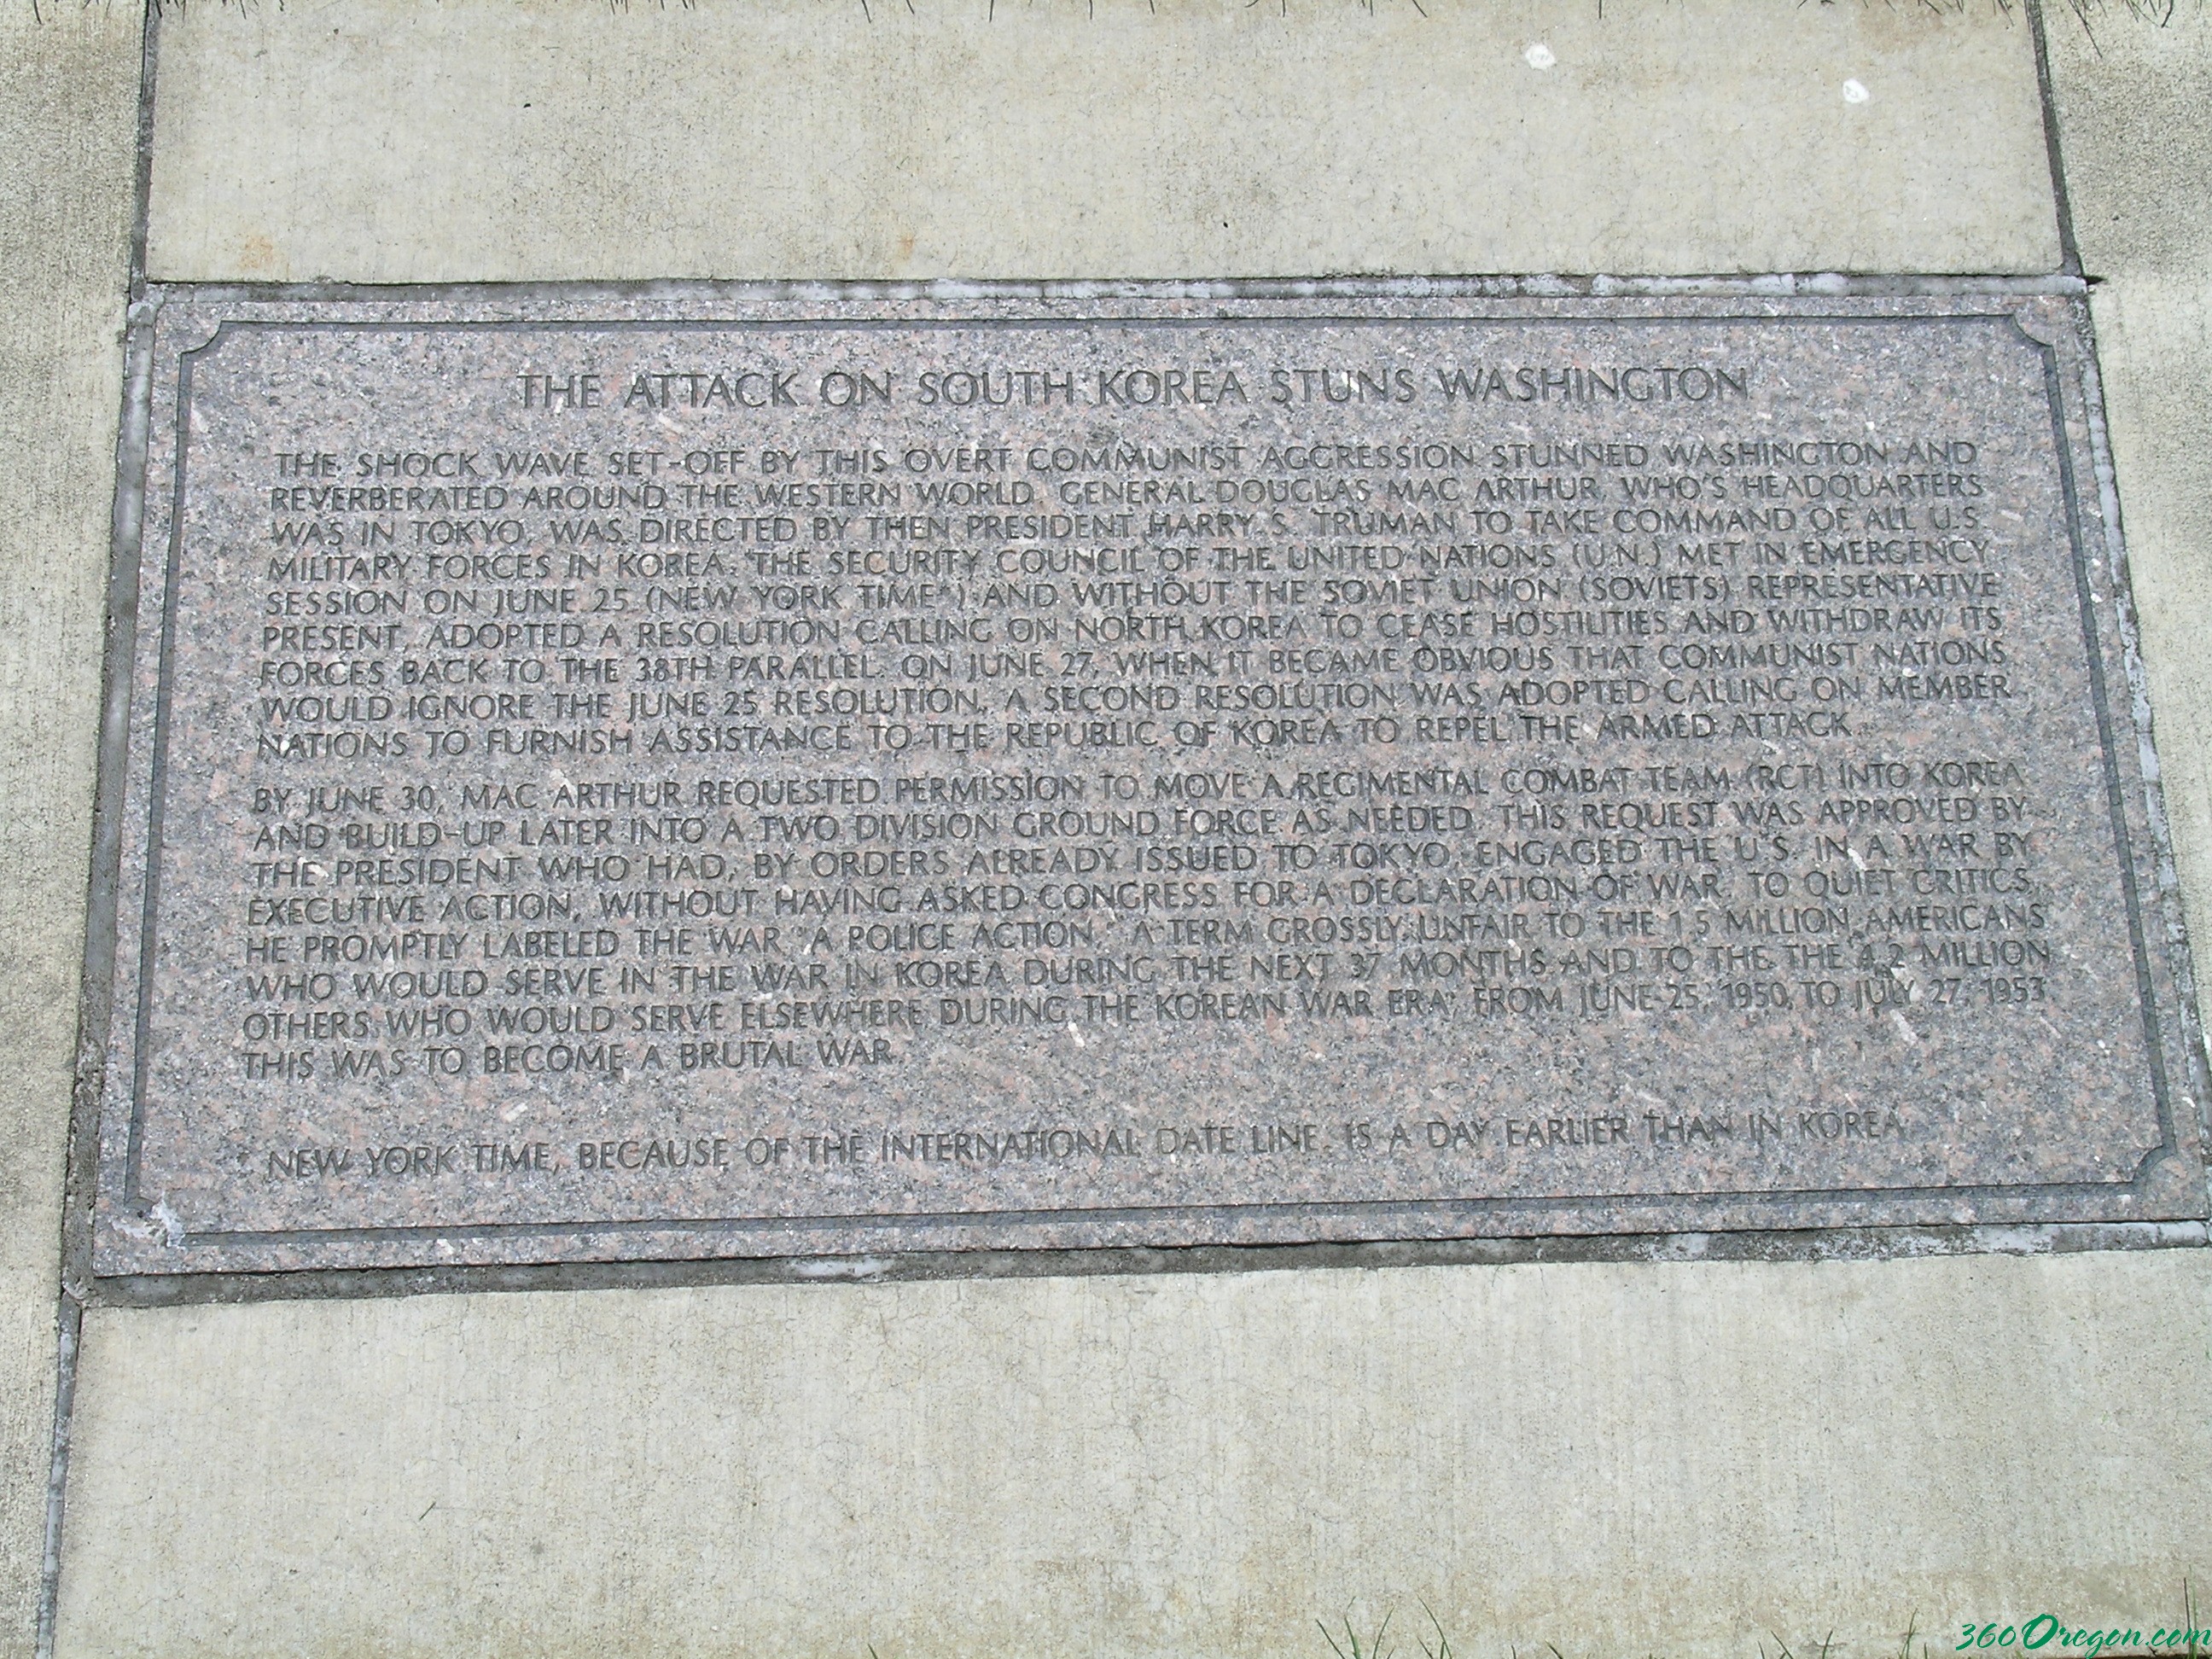 THE ATTACK ON SOUTH KOREA STUNS WASHINGTON
THE SHOCK WAVE SET-OFF BY THIS OVERT COMMUNIST AGGRESSION STUNNED WASHINGTON AND
REVERBERATED AROUND THE WESTERN WORLD. GENERAL DOUGLAS MAC ARTHUR, WHO'S HEADQUARTERS
WAS IN TOKYO, WAS DIRECTED BY THEN PRESIDENT HARRY S. TRUMAN TO TAKE COMMAND OF ALL U.S.
MILITARY FORCES IN KOREA. THE SECURITY COUNCIL OF THE UNITED NATIONS (U.N.) MET IN EMERGENCY
SESSION ON JUNE 25 (NEW YORK TIME*) AND WITHOUT THE SOVIET UNION (SOVIETS) REPRESENTATIVE
PRESENT, ADOPTED A RESOLUTION CALLING ON NORTH KOREA TO CEASE HOSTILITIES AND WITHDRAW ITS
FORCES BACK TO THE 38TH PARALLEL. ON JUNE 27, WHEN IT BECAME OBVIOUS THAT COMMUNIST NATIONS
WOULD IGNORE THE JUNE 25 RESOLUTION, A SECOND RESOLUTION WAS ADOPTED CALLING ON MEMBER
NATIONS TO FURNISH ASSISTANCE TO THE REPUBLIC OF KOREA TO REPEL THE ARMED ATTACK.
BY JUNE 30, MAC ARTHUR REQUESTED PERMISSION TO MOVE A REGIMENTAL COMBAT TEAM (RCT) INTO KOREA
AND BUILD-UP LATER INTO A TWO DIVISION GROUND FORCE AS NEEDED. THIS REQUEST WAS APPROVED BY
THE PRESIDENT WHO HAD, BY ORDERS ALREADY ISSUED TO TOKYO, ENGAGED THE U.S. IN A WAR BY
EXECUTIVE ACTION, WITHOUT HAVING ASKED CONGRESS FOR A DECLARATION OF WAR. TO QUIET CRITICS,
HE PROMPTLY LABELED THE WAR "A POLICE ACTION," A TERM GROSSLY UNFAIR TO THE 1.5 MILLION AMERICANS
WHO WOULD SERVE IN THE WAR IN KOREA DURING THE NEXT 37 MONTHS AND TO THE THE 4.2 MILLION
OTHERS WHO WOULD SERVE ELSEWHERE DURING THE KOREAN WAR ERA, FROM JUNE 25, 1950, TO JULY 27, 1953.
THIS WAS TO BECOME A BRUTAL WAR.
* NEW YORK TIME, BECAUSE OF THE INTERNATIONAL DATE LINE, IS A DAY EARLIER THAN IN KOREA.
360Oregon.com